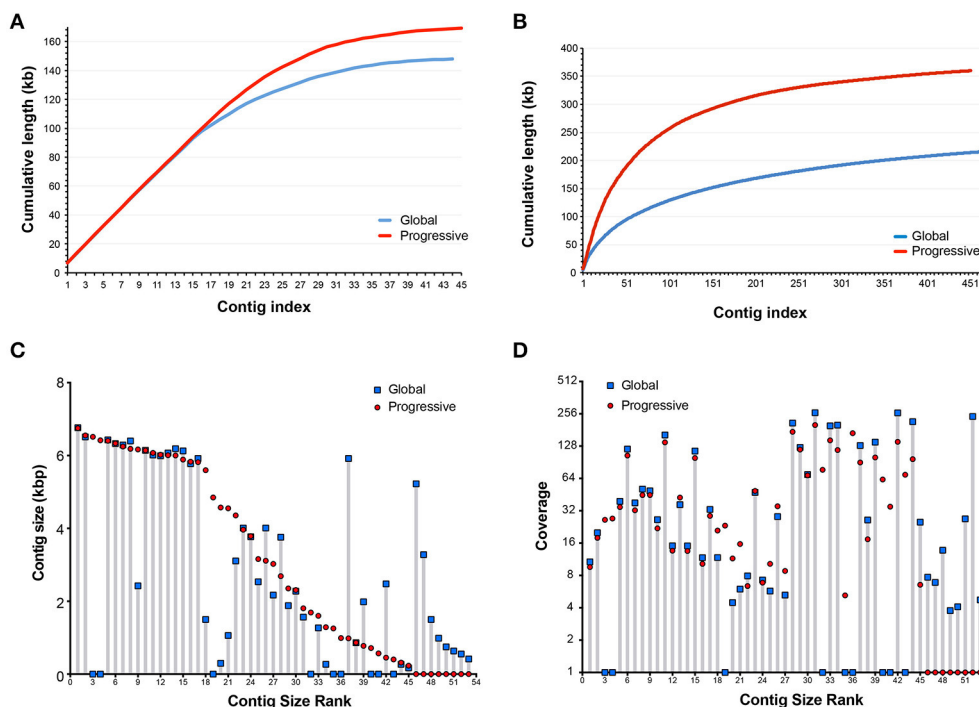 A
Cumulative length (kb)
160
140
120
100
80
60
40
20
0
1 3 5 7 9 11 13 15 17 19 21 23 25 27 29 31 33 35 37 39 41 43 45
Contig index
Global
Progressive
B
Cumulative length (kb)
400
350
300
250
200
150
100
50
0
1 51 101 151 201 251 301 351 401 451
Contig index
Global
Progressive
C
Contig size (kbp)
8
6
4
2
0
0 3 6 9 12 15 18 21 24 27 30 33 36 39 42 45 48 51 54
Contig Size Rank
Global
Progressive
D
Coverage
512
256
128
64
32
16
8
4
2
1
0 3 6 9 12 15 18 21 24 27 30 33 36 39 42 45 48 51
Contig Size Rank
Global
Progressive